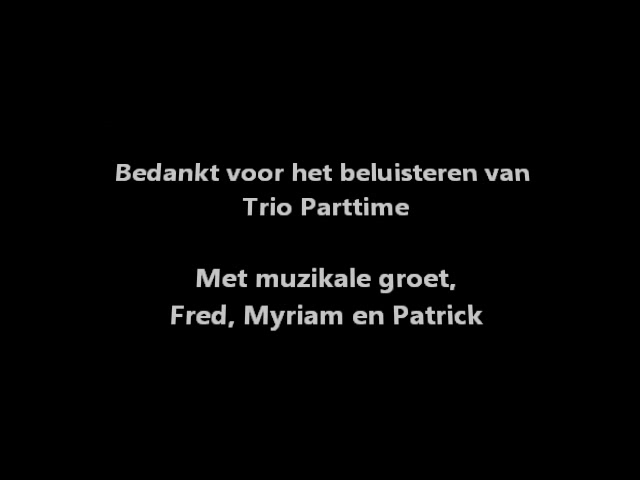 Bedankt voor het beluisteren van
Trio Parttime
Met muzikale groet,
Fred, Myriam en Patrick